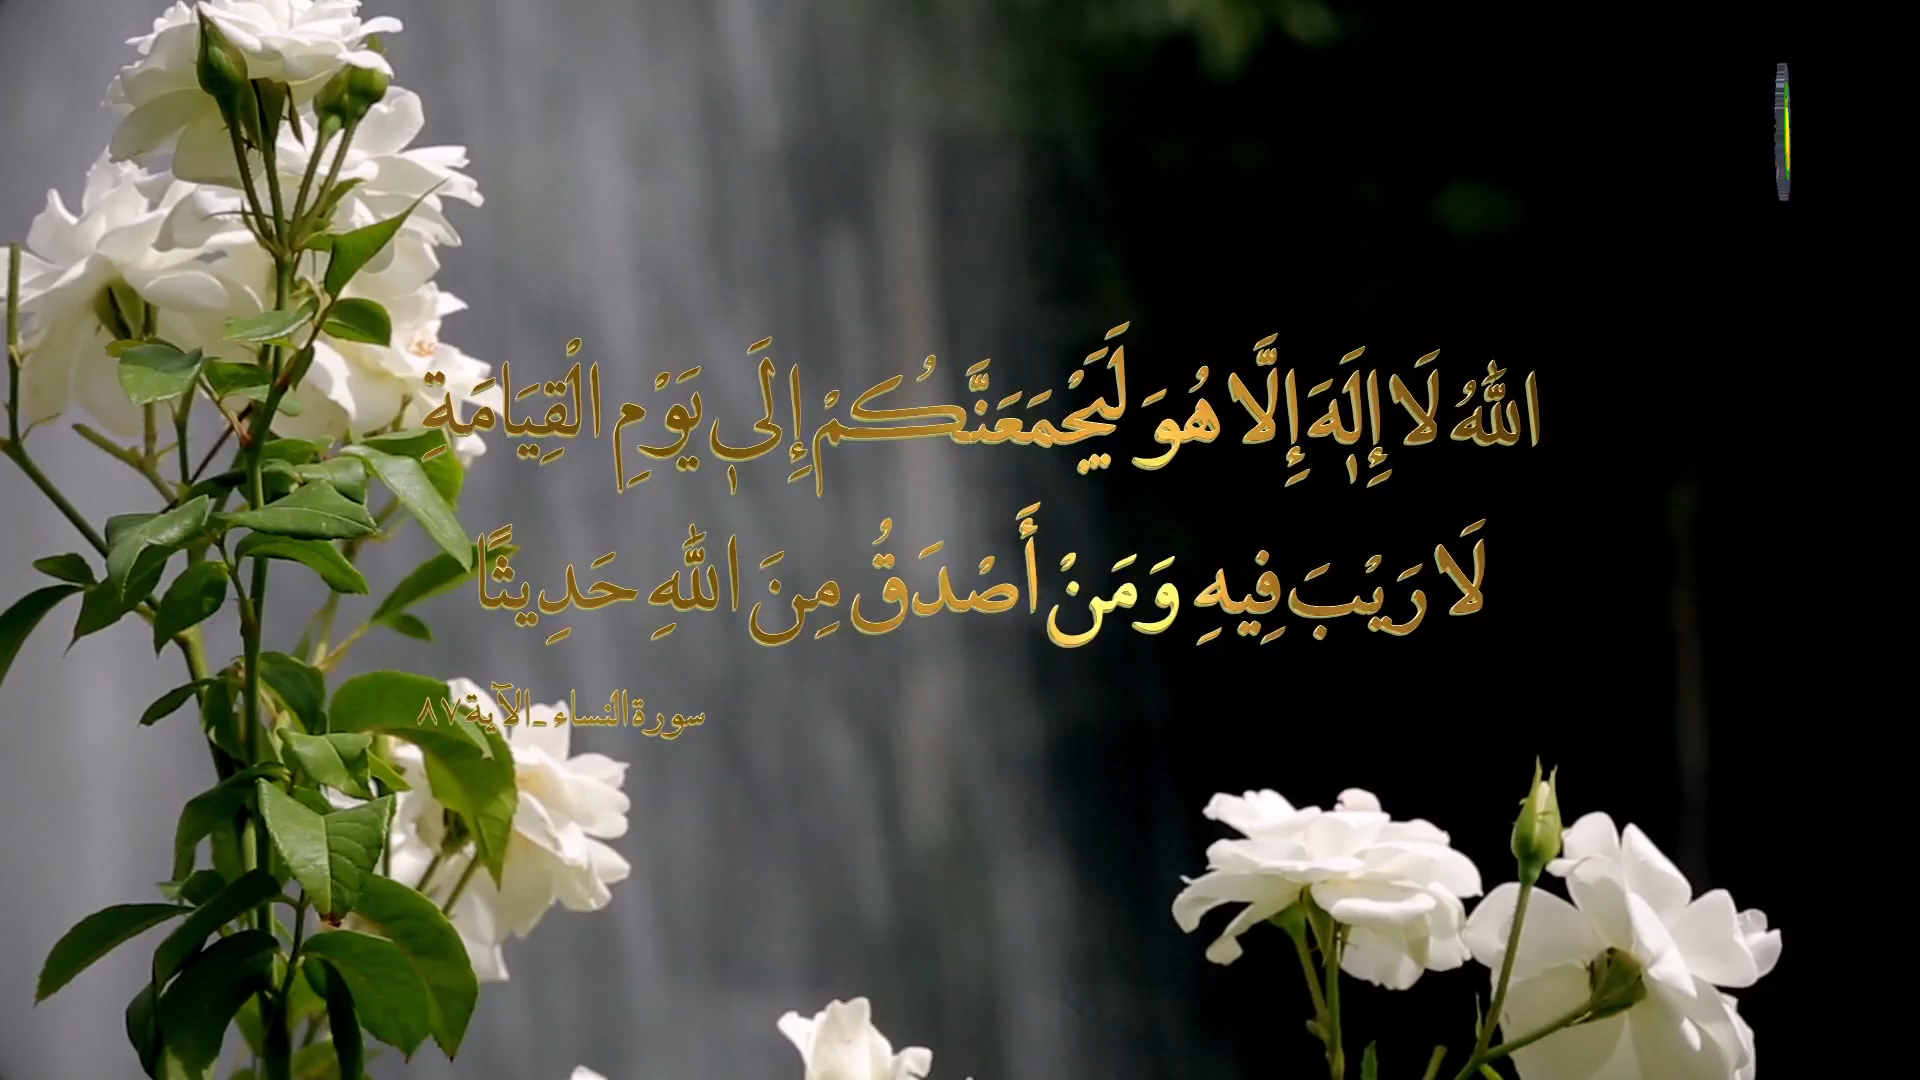 اللَّهُ لَا إِلَٰهَ إِلَّا هُوَ لَيَجْمَعَنَّكُمْ إِلَىٰ يَوْمِ الْقِيَامَةِ
لَا رَيْبَ فِيهِ وَمَنْ أَصْدَقُ مِنَ اللَّهِ حَدِيثًا
سورة النساء - الآية ٨٧